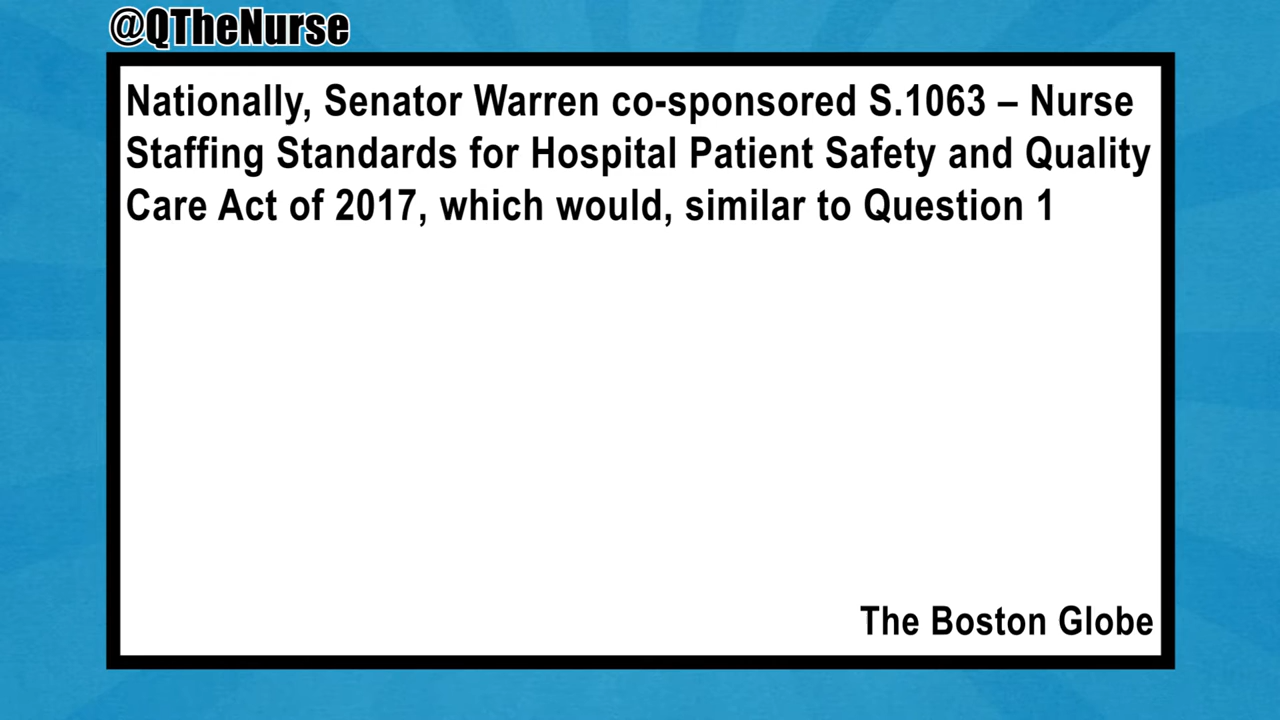 @QTheNurse
Nationally, Senator Warren co-sponsored S.1063 – Nurse
Staffing Standards for Hospital Patient Safety and Quality
Care Act of 2017, which would, similar to Question 1
The Boston Globe